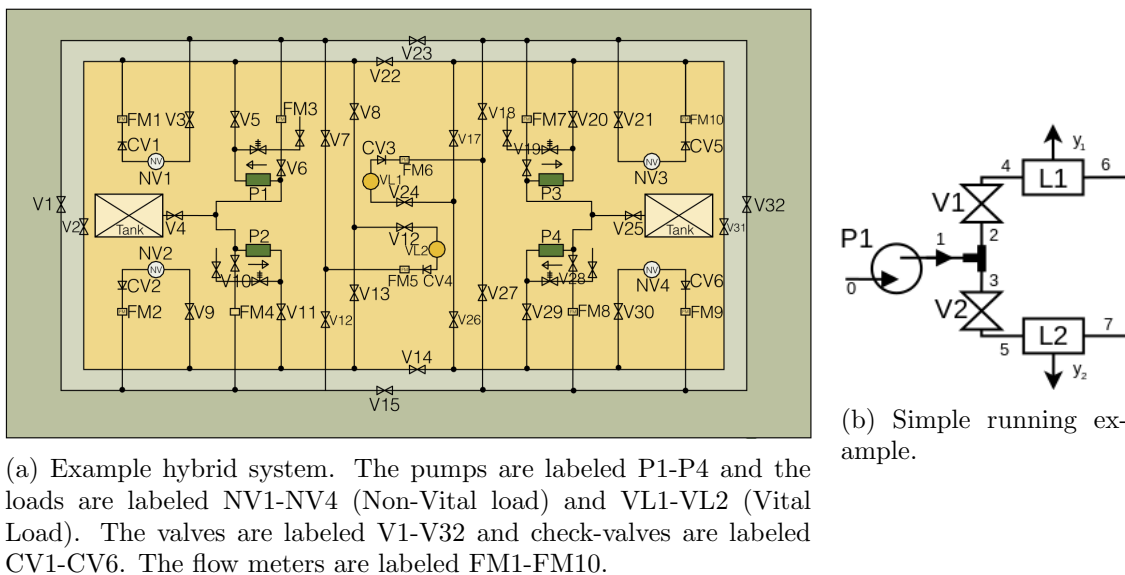 V23
V22
FM1
V3
V5
FM3
V7
V8
V17
V18
FM7
V20
V21
FM10
CV1
NV
NV1
V6
P1
CV3
FM6
VL1
V24
V19
P3
NV
NV3
CV5
V1
V2
Tank
V4
V12
VL2
V25
Tank
V31
V32
NV2
NV
P2
P4
NV
NV4
CV2
V10
FM5
CV4
V28
CV6
FM2
V9
FM4
V11
V12
V13
V26
V27
V29
FM8
V30
FM9
V14
V15
(a) Example hybrid system. The pumps are labeled P1-P4 and the
loads are labeled NV1-NV4 (Non-Vital load) and VL1-VL2 (Vital
Load). The valves are labeled V1-V32 and check-valves are labeled
CV1-CV6. The flow meters are labeled FM1-FM10.
y1
4
L1
6
V1
P1
1
2
0
3
V2
5
L2
7
y2
(b) Simple running ex-
ample.